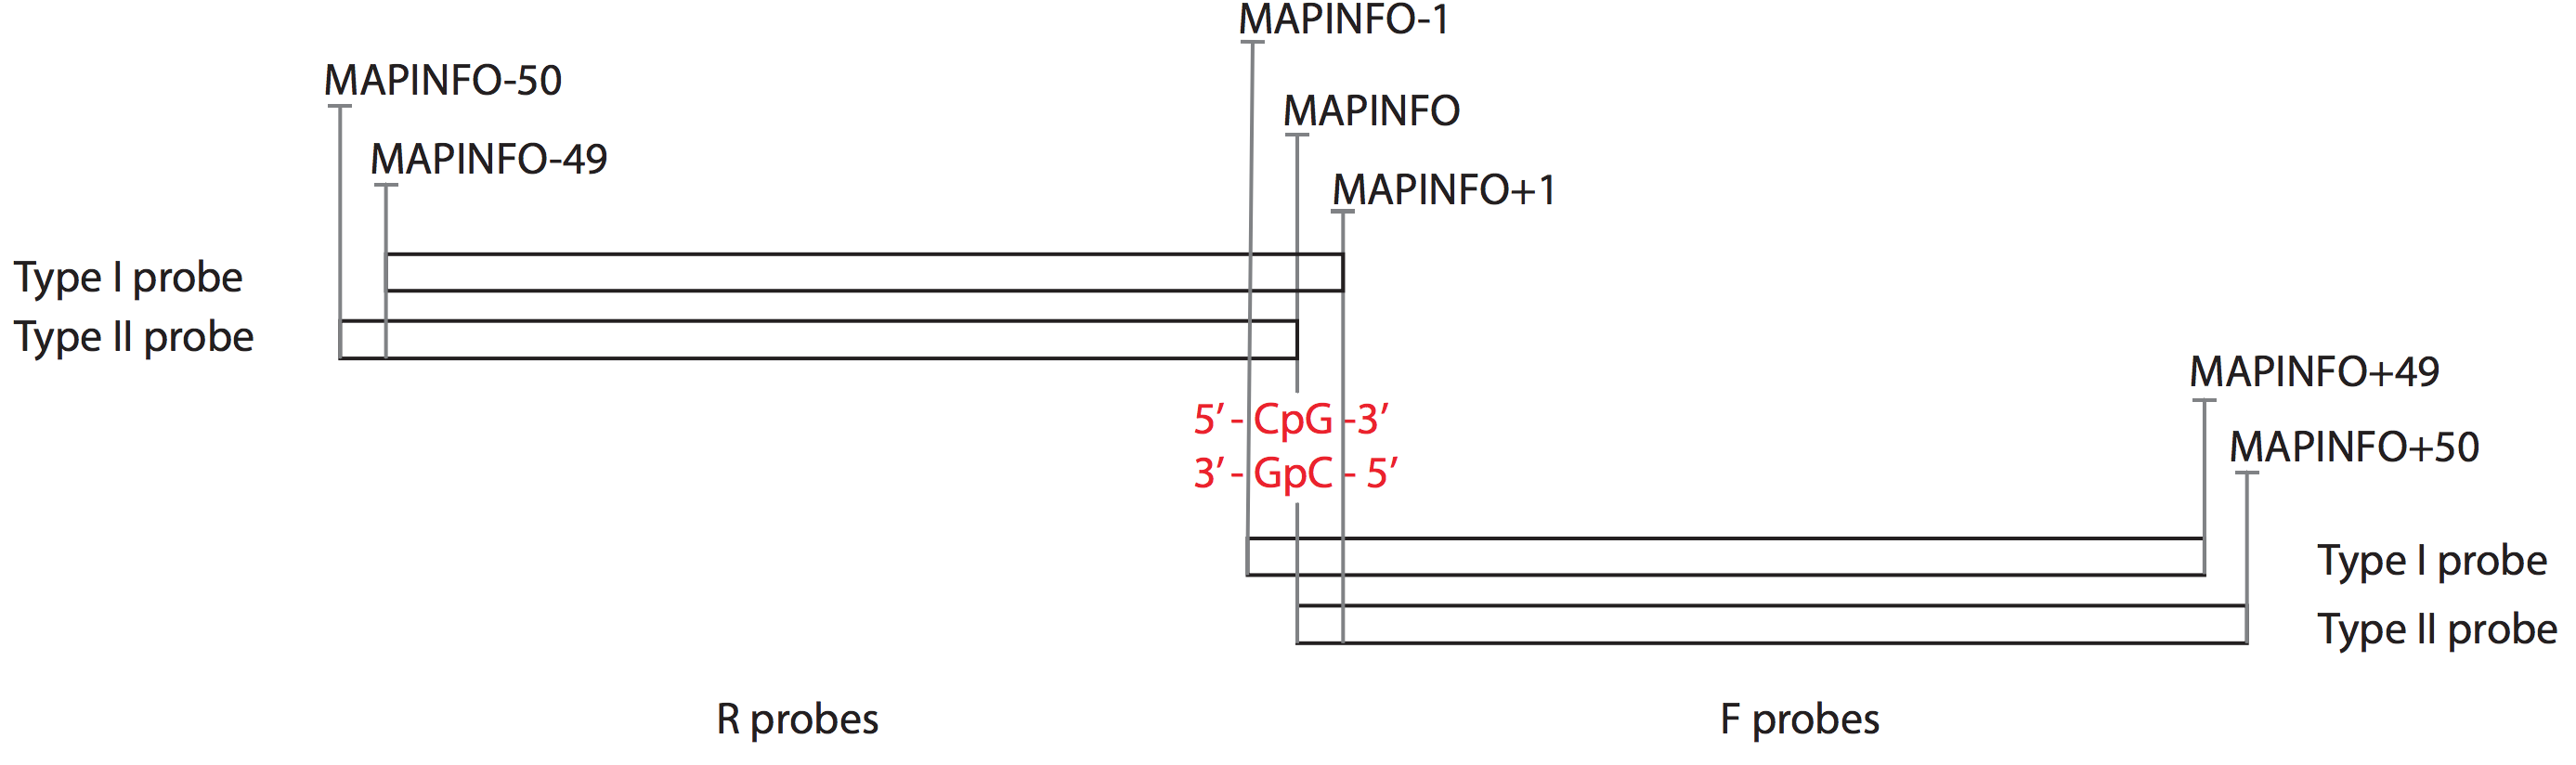 MAPINFO-1
MAPINFO-50
MAPINFO
MAPINFO-49
MAPINFO+1
Type I probe
Type II probe
MAPINFO+49
5’ - CpG -3’
MAPINFO+50
3’ - GpC - 5’
Type I probe
Type II probe
R probes
F probes